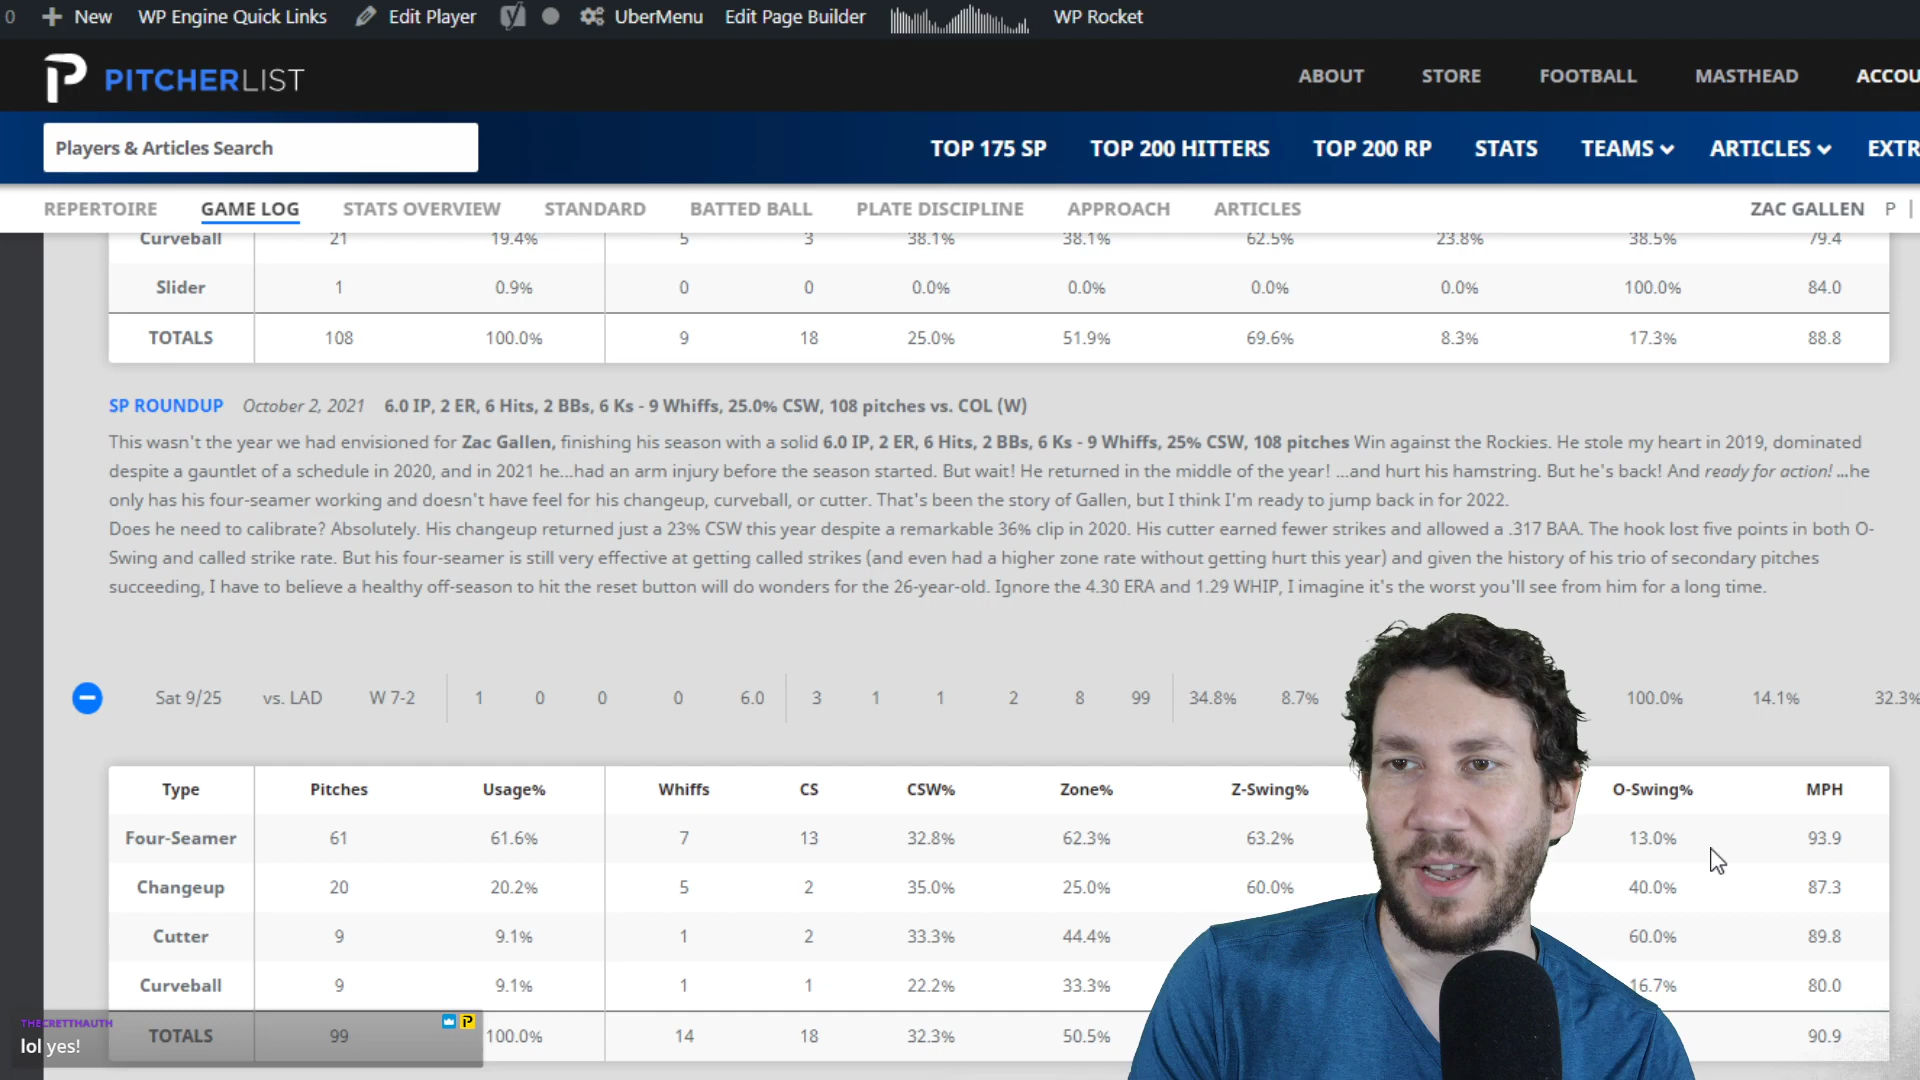 0 New WP Engine Quick Links Edit Player UberMenu Edit Page Builder WP Rocket
PITCHERLIST ABOUT STORE FOOTBALL MASTHEAD ACCOU
Players & Articles Search TOP 175 SP TOP 200 HITTERS TOP 200 RP STATS TEAMS ARTICLES EXTR
REPERTOIRE GAME LOG STATS OVERVIEW STANDARD BATTED BALL PLATE DISCIPLINE APPROACH ARTICLES ZAC GALLEN P |
Curveball 21 19.4% 5 3 38.1% 38.1% 62.5% 23.8% 38.5% 79.4
Slider 1 0.9% 0 0 0.0% 0.0% 0.0% 0.0% 100.0% 84.0
TOTALS 108 100.0% 9 18 25.0% 51.9% 69.6% 8.3% 17.3% 88.8
SP ROUNDUP October 2, 2021 6.0 IP, 2 ER, 6 Hits, 2 BBs, 6 Ks - 9 Whiffs, 25.0% CSW, 108 pitches vs. COL (W)
This wasn't the year we had envisioned for Zac Gallen, finishing his season with a solid 6.0 IP, 2 ER, 6 Hits, 2 BBs, 6 Ks - 9 Whiffs, 25% CSW, 108 pitches Win against the Rockies. He stole my heart in 2019, dominated
despite a gauntlet of a schedule in 2020, and in 2021 he...had an arm injury before the season started. But wait! He returned in the middle of the year! ...and hurt his hamstring. But he's back! And ready for action! ...he
only has his four-seamer working and doesn't have feel for his changeup, curveball, or cutter. That's been the story of Gallen, but I think I'm ready to jump back in for 2022.
Does he need to calibrate? Absolutely. His changeup returned just a 23% CSW this year despite a remarkable 36% clip in 2020. His cutter earned fewer strikes and allowed a .317 BAA. The hook lost five points in both O-
Swing and called strike rate. But his four-seamer is still very effective at getting called strikes (and even had a higher zone rate without getting hurt this year) and given the history of his trio of secondary pitches
succeeding, I have to believe a healthy off-season to hit the reset button will do wonders for the 26-year-old. Ignore the 4.30 ERA and 1.29 WHIP, I imagine it's the worst you'll see from him for a long time.
Sat 9/25 vs. LAD W 7-2 1 0 0 0 6.0 3 1 1 2 8 99 34.8% 8.7% 100.0% 14.1% 32.3%
Type Pitches Usage% Whiffs CS CSW% Zone% Z-Swing% O-Swing% MPH
Four-Seamer 61 61.6% 7 13 32.8% 62.3% 63.2% 13.0% 93.9
Changeup 20 20.2% 5 2 35.0% 25.0% 60.0% 40.0% 87.3
Cutter 9 9.1% 1 2 33.3% 44.4% 60.0% 89.8
Curveball 9 9.1% 1 1 22.2% 33.3% 16.7% 80.0
THECRETTHAUTH P
TOTALS 99 100.0% 14 18 32.3% 50.5% 90.9
lol yes!